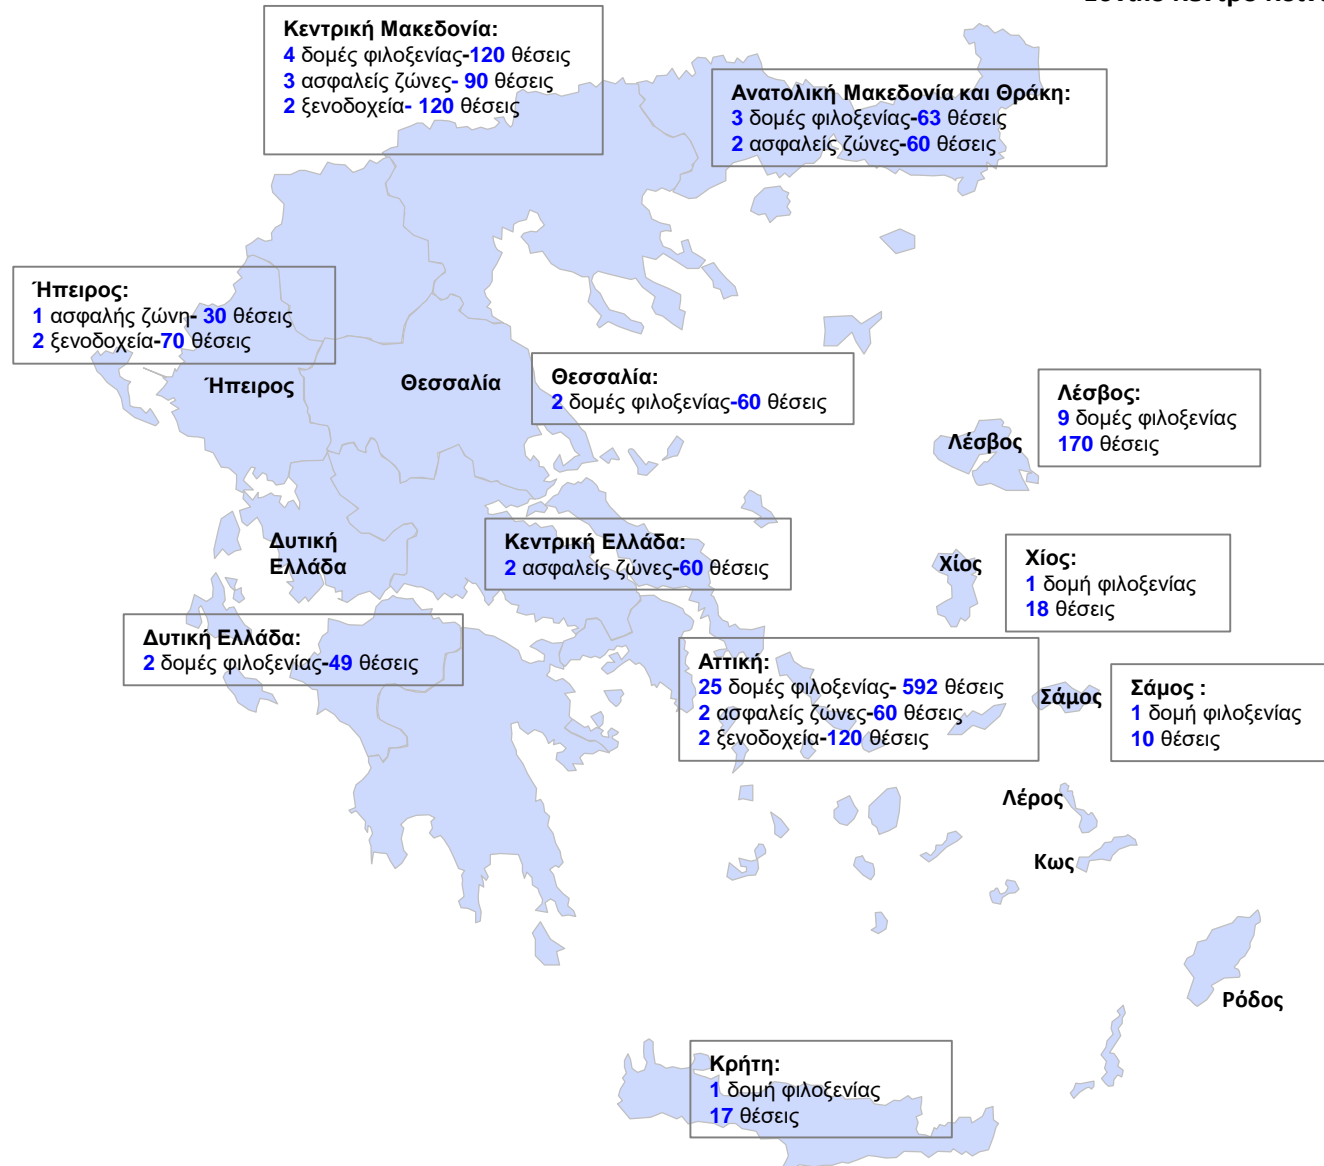 Κεντρική Μακεδονία:
4 δομές φιλοξενίας-120 θέσεις
3 ασφαλείς ζώνες- 90 θέσεις
2 ξενοδοχεία- 120 θέσεις
Ανατολική Μακεδονία και Θράκη:
3 δομές φιλοξενίας-63 θέσεις
2 ασφαλείς ζώνες-60 θέσεις
Ήπειρος:
1 ασφαλής ζώνη- 30 θέσεις
2 ξενοδοχεία-70 θέσεις
Ήπειρος
Θεσσαλία
Θεσσαλία:
2 δομές φιλοξενίας-60 θέσεις
Λέσβος
Λέσβος:
9 δομές φιλοξενίας
170 θέσεις
Δυτική
Ελλάδα
Κεντρική Ελλάδα:
2 ασφαλείς ζώνες-60 θέσεις
Χίος
Χίος:
1 δομή φιλοξενίας
18 θέσεις
Δυτική Ελλάδα:
2 δομές φιλοξενίας-49 θέσεις
Αττική:
25 δομές φιλοξενίας- 592 θέσεις
2 ασφαλείς ζώνες-60 θέσεις
2 ξενοδοχεία-120 θέσεις
Σάμος
Σάμος :
1 δομή φιλοξενίας
10 θέσεις
Λέρος
Κως
Ρόδος
Κρήτη:
1 δομή φιλοξενίας
17 θέσεις